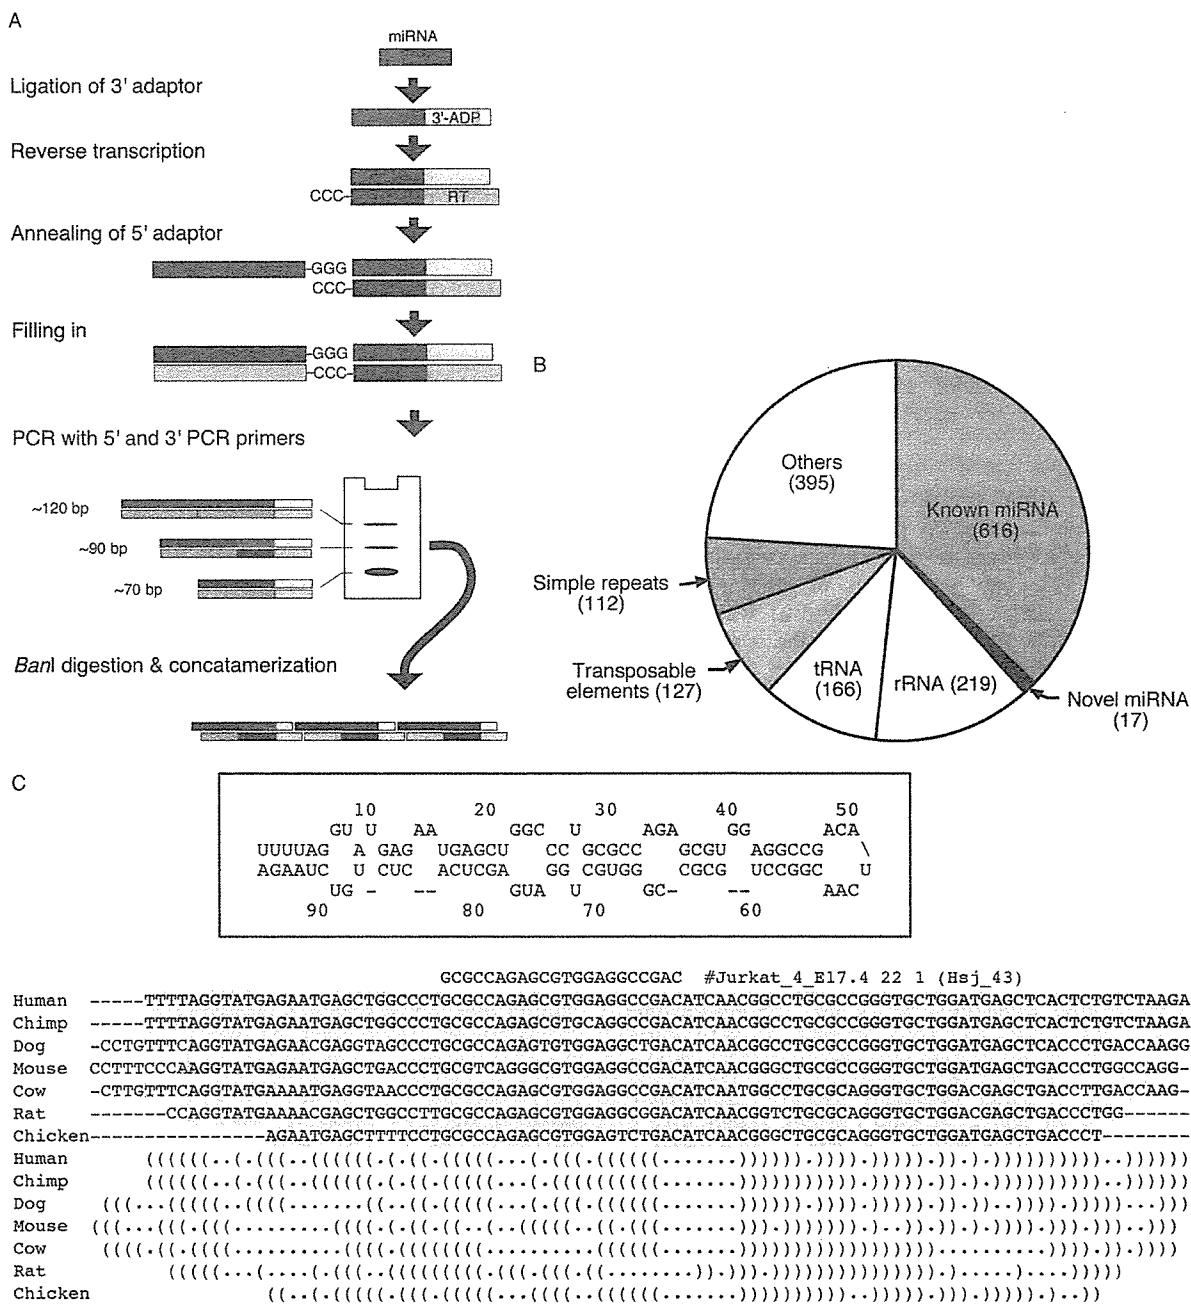 A
miRNA
Ligation of 3' adaptor
3'-ADP
Reverse transcription
CCC
RT
Annealing of 5' adaptor
GGG
CCC
Filling in
GGG
CCC
PCR with 5' and 3' PCR primers
~120 bp
~90 bp
~70 bp
BanI digestion & concatamerization
B
Others
(395)
Known miRNA
(616)
Simple repeats
(112)
Transposable
elements (127)
tRNA
(166)
rRNA (219)
Novel miRNA
(17)
C
10 20 30 40 50
GU U AA GGC U AGA GG ACA
UUUUAG A GAG UGAGCU CC GCGCC GCGU AGGCCG \
AGAAUC U CUC ACUCGA GG CGUGG CGCG UCCGGC U
UG - -- GUA U GC- -- AAC
90 80 70 60
GCGCCAGAGCGTGGAGGCCGAC #Jurkat_4_E17.4 22 1 (Hsj_43)
Human -----TTTTAGGTATGAGAATGAGCTGGCCCTGCGCCAGAGCGTGGAGGCCGACATCAACGGCCTGCGCCGGGTGCTGGATGAGCTCACTCTGTCTAAGA
Chimp -----TTTTAGGTATGAGAATGAGCTGGCCCTGCGCCAGAGCGTGCAGGCCGACATCAACGGCCTGCGCCGGGTGCTGGATGAGCTCACTCTGTCTAAGA
Dog -CCTGTTTCAGGTATGAGAACGAGGTAGCCCTGCGCCAGAGTGTGGAGGCTGACATCAACGGCCTGCGCCGGGTGCTGGATGAGCTCACCCTGACCAAGG
Mouse CCTTTCCCAAGGTATGAGAATGAGCTGACCCTGCGTCAGGGCGTGGAGGCCGACATCAACGGGCTGCGCCGGGTGCTGGATGAGCTGACCCTGGCCAGG-
Cow -CTTGTTTCAGGTATGAAAATGAGGTAACCCTGCGCCAGAGCGTGGAGGCCGACATCAATGGCCTGCGCAGGGTGCTGGACGAGCTGACCTTGACCAAG-
Rat -------CCAGGTATGAAAACGAGCTGGCCTTGCGCCAGAGCGTGGAGGCGGACATCAACGGTCTGCGCAGGGTGCTGGACGAGCTGACCCTGG------
Chicken----------------AGAATGAGCTTTTCCTGCGCCAGAGCGTGGAGTCTGACATCAACGGGCTGCGCAGGGTGCTGGATGAGCTGACCCT--------
Human
Chimp
Dog
Mouse
Cow
Rat
Chicken